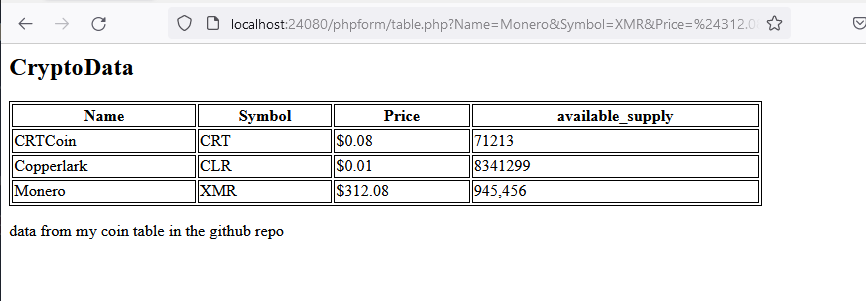 localhost:24080/phpform/table.php?Name=Monero&Symbol=XMR&Price=%24312.0
CryptoData
Name Symbol Price available_supply
CRTCoin CRT $0.08 71213
Copperlark CLR $0.01 8341299
Monero XMR $312.08 945,456
data from my coin table in the github repo